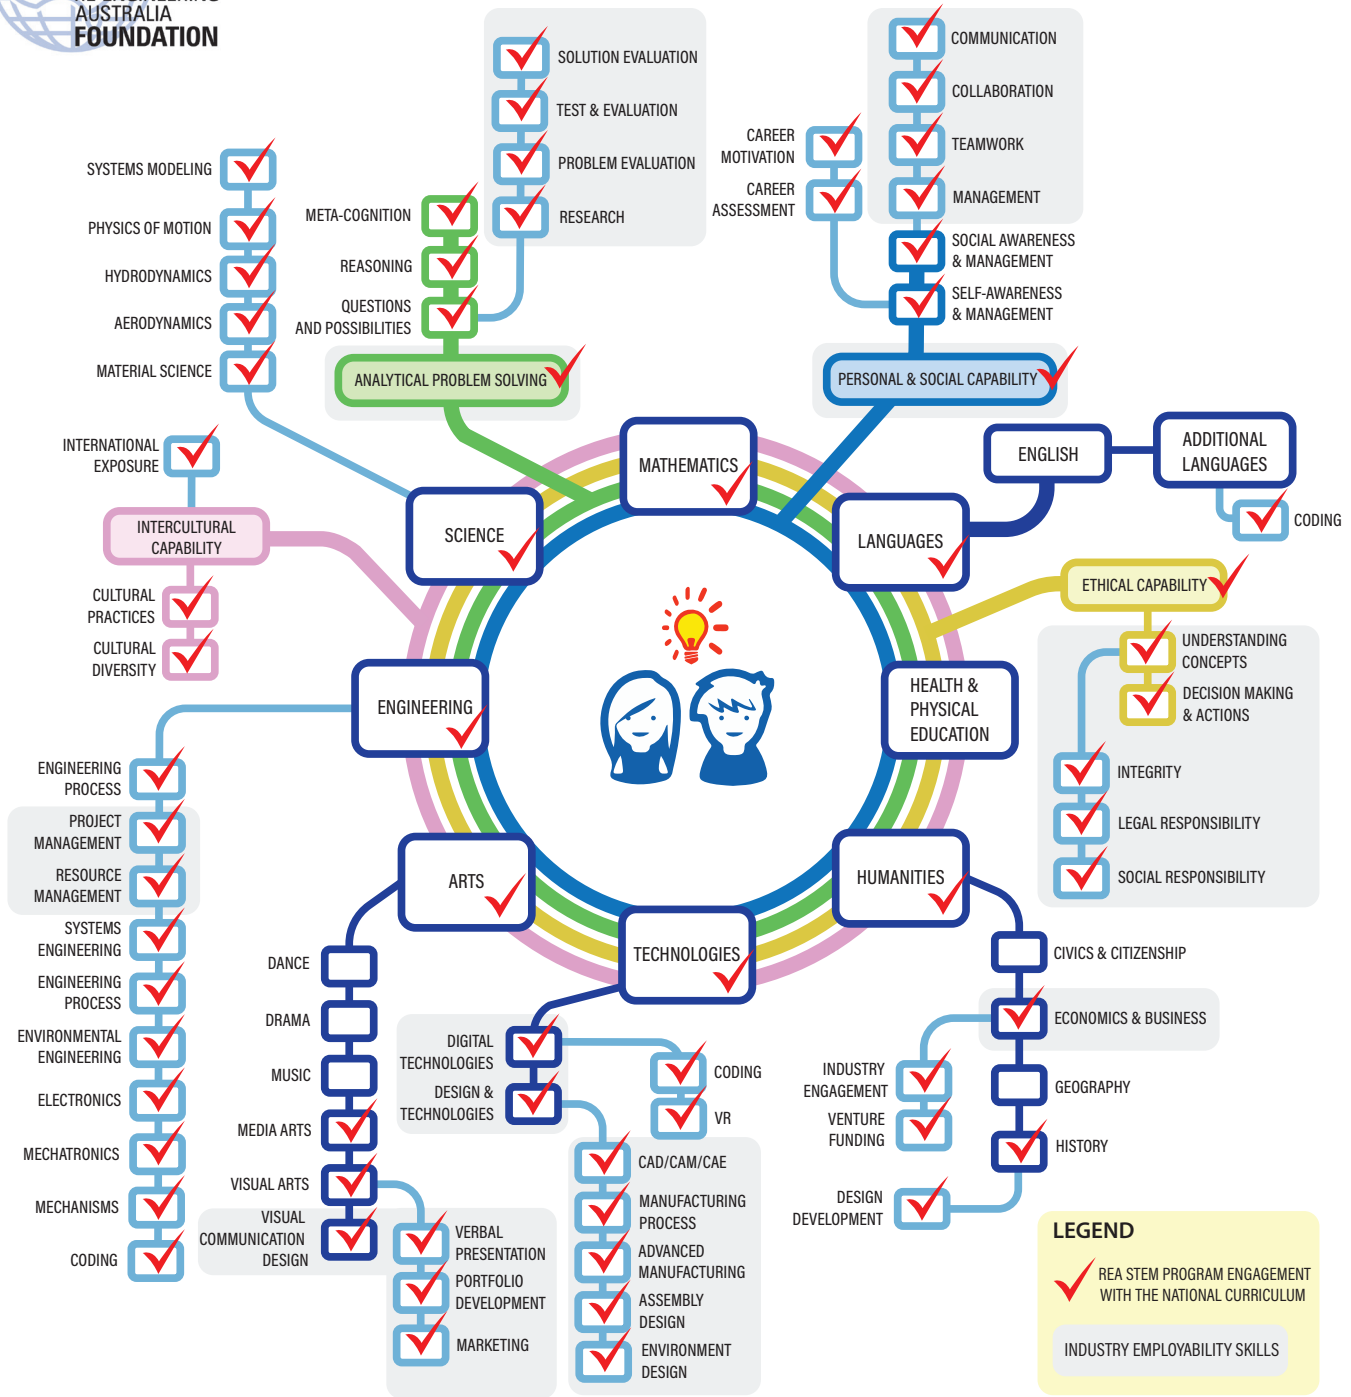 AUSTRALIA
FOUNDATION
SOLUTION EVALUATION
TEST & EVALUATION
PROBLEM EVALUATION
RESEARCH
COMMUNICATION
COLLABORATION
TEAMWORK
MANAGEMENT
SOCIAL AWARENESS
& MANAGEMENT
SELF-AWARENESS
& MANAGEMENT
CAREER
MOTIVATION
CAREER
ASSESSMENT
SYSTEMS MODELING
PHYSICS OF MOTION
HYDRODYNAMICS
AERODYNAMICS
MATERIAL SCIENCE
META-COGNITION
REASONING
QUESTIONS
AND POSSIBILITIES
ANALYTICAL PROBLEM SOLVING
PERSONAL & SOCIAL CAPABILITY
INTERNATIONAL
EXPOSURE
INTERCULTURAL
CAPABILITY
CULTURAL
PRACTICES
CULTURAL
DIVERSITY
SCIENCE
MATHEMATICS
LANGUAGES
ENGLISH
ADDITIONAL
LANGUAGES
CODING
ETHICAL CAPABILITY
UNDERSTANDING
CONCEPTS
DECISION MAKING
& ACTIONS
INTEGRITY
LEGAL RESPONSIBILITY
SOCIAL RESPONSIBILITY
ENGINEERING
HEALTH &
PHYSICAL
EDUCATION
ARTS
TECHNOLOGIES
HUMANITIES
ENGINEERING
PROCESS
PROJECT
MANAGEMENT
RESOURCE
MANAGEMENT
SYSTEMS
ENGINEERING
ENGINEERING
PROCESS
ENVIRONMENTAL
ENGINEERING
ELECTRONICS
MECHATRONICS
MECHANISMS
CODING
DANCE
DRAMA
MUSIC
MEDIA ARTS
VISUAL ARTS
VISUAL
COMMUNICATION
DESIGN
VERBAL
PRESENTATION
PORTFOLIO
DEVELOPMENT
MARKETING
DIGITAL
TECHNOLOGIES
DESIGN &
TECHNOLOGIES
CODING
VR
CAD/CAM/CAE
MANUFACTURING
PROCESS
ADVANCED
MANUFACTURING
ASSEMBLY
DESIGN
ENVIRONMENT
DESIGN
CIVICS & CITIZENSHIP
ECONOMICS & BUSINESS
GEOGRAPHY
HISTORY
INDUSTRY
ENGAGEMENT
VENTURE
FUNDING
DESIGN
DEVELOPMENT
LEGEND
REA STEM PROGRAM ENGAGEMENT
WITH THE NATIONAL CURRICULUM
INDUSTRY EMPLOYABILITY SKILLS